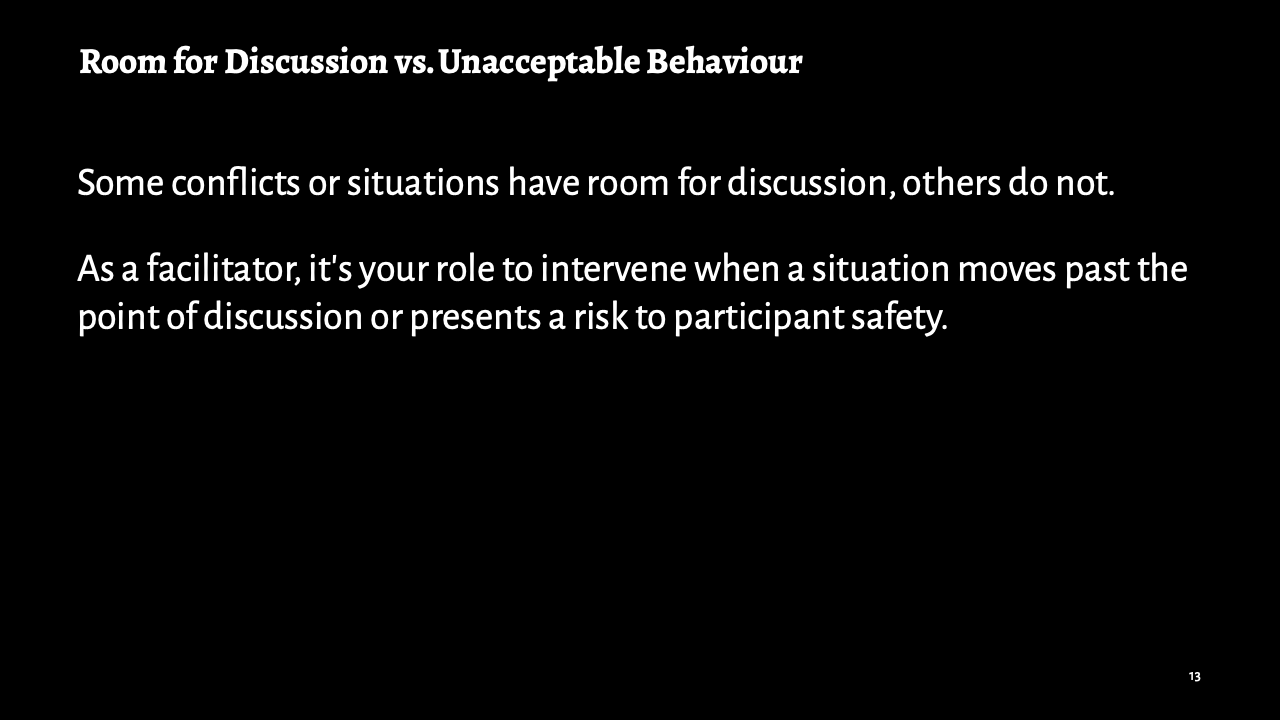 Room for Discussion vs. Unacceptable Behaviour
Some conflicts or situations have room for discussion, others do not.
As a facilitator, it's your role to intervene when a situation moves past the
point of discussion or presents a risk to participant safety.
13